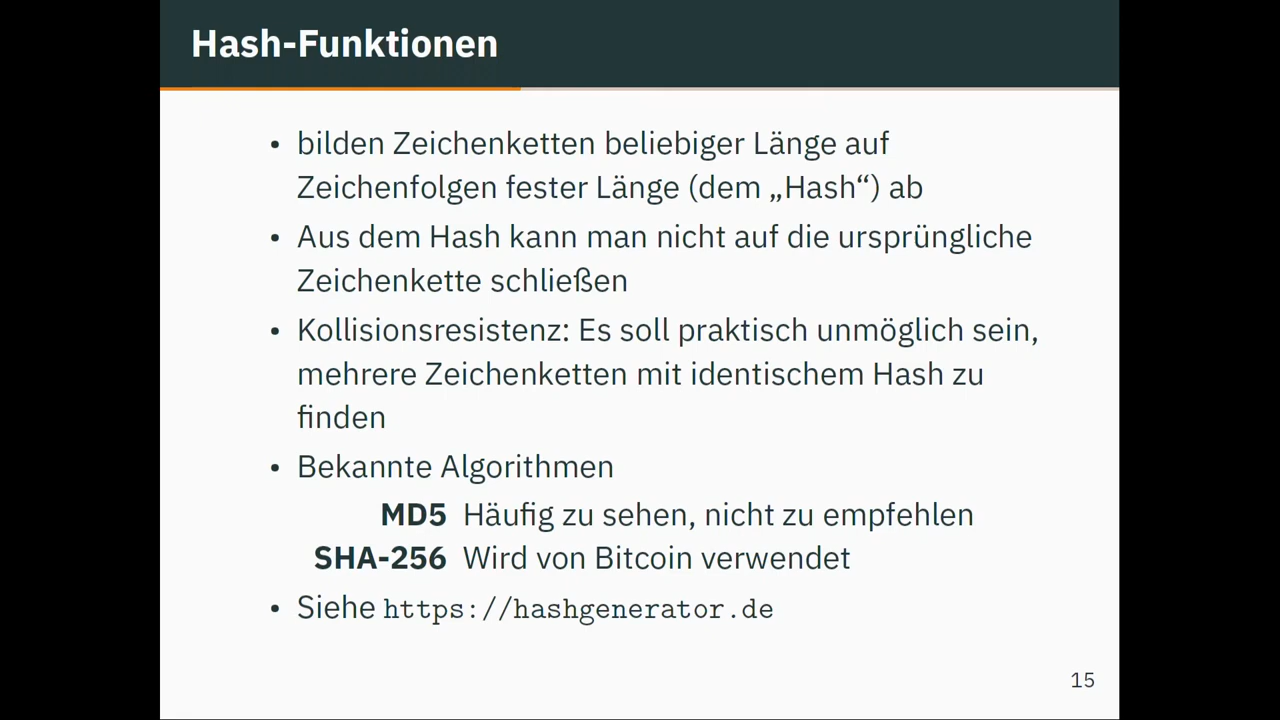 Hash-Funktionen
• bilden Zeichenketten beliebiger Länge auf
Zeichenfolgen fester Länge (dem „Hash“) ab
• Aus dem Hash kann man nicht auf die ursprüngliche
Zeichenkette schließen
• Kollisionsresistenz: Es soll praktisch unmöglich sein,
mehrere Zeichenketten mit identischem Hash zu
finden
• Bekannte Algorithmen
MD5 Häufig zu sehen, nicht zu empfehlen
SHA-256 Wird von Bitcoin verwendet
• Siehe https://hashgenerator.de
15